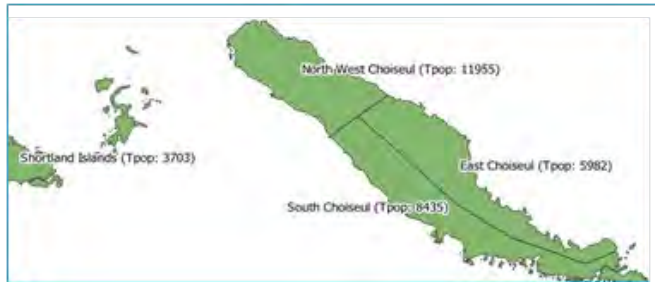 North-West Choiseul (Tpop: 11955)
Shortland Islands (Tpop: 3703)
East Choiseul (Tpop: 5982)
South Choiseul (Tpop: 8435)